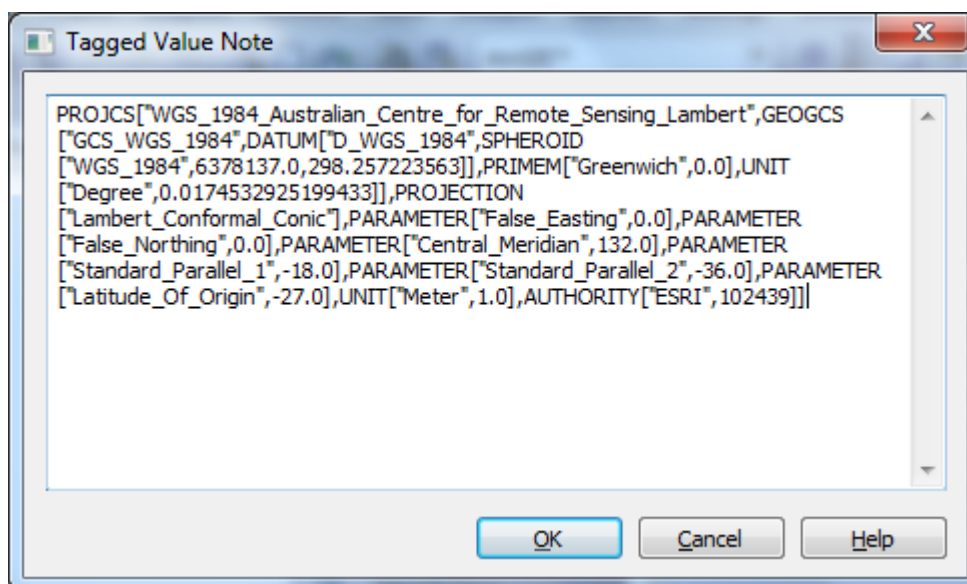 Tagged Value Note
PROJCS["WGS_1984_Australian_Centre_for_Remote_Sensing_Lambert",GEOGCS
["GCS_WGS_1984",DATUM["D_WGS_1984",SPHEROID
["WGS_1984",6378137.0,298.257223563]],PRIMEM["Greenwich",0.0],UNIT
["Degree",0.0174532925199433]],PROJECTION
["Lambert_Conformal_Conic"],PARAMETER["False_Easting",0.0],PARAMETER
["False_Northing",0.0],PARAMETER["Central_Meridian",132.0],PARAMETER
["Standard_Parallel_1",-18.0],PARAMETER["Standard_Parallel_2",-36.0],PARAMETER
["Latitude_Of_Origin",-27.0],UNIT["Meter",1.0],AUTHORITY["ESRI",102439]]
OK Cancel Help